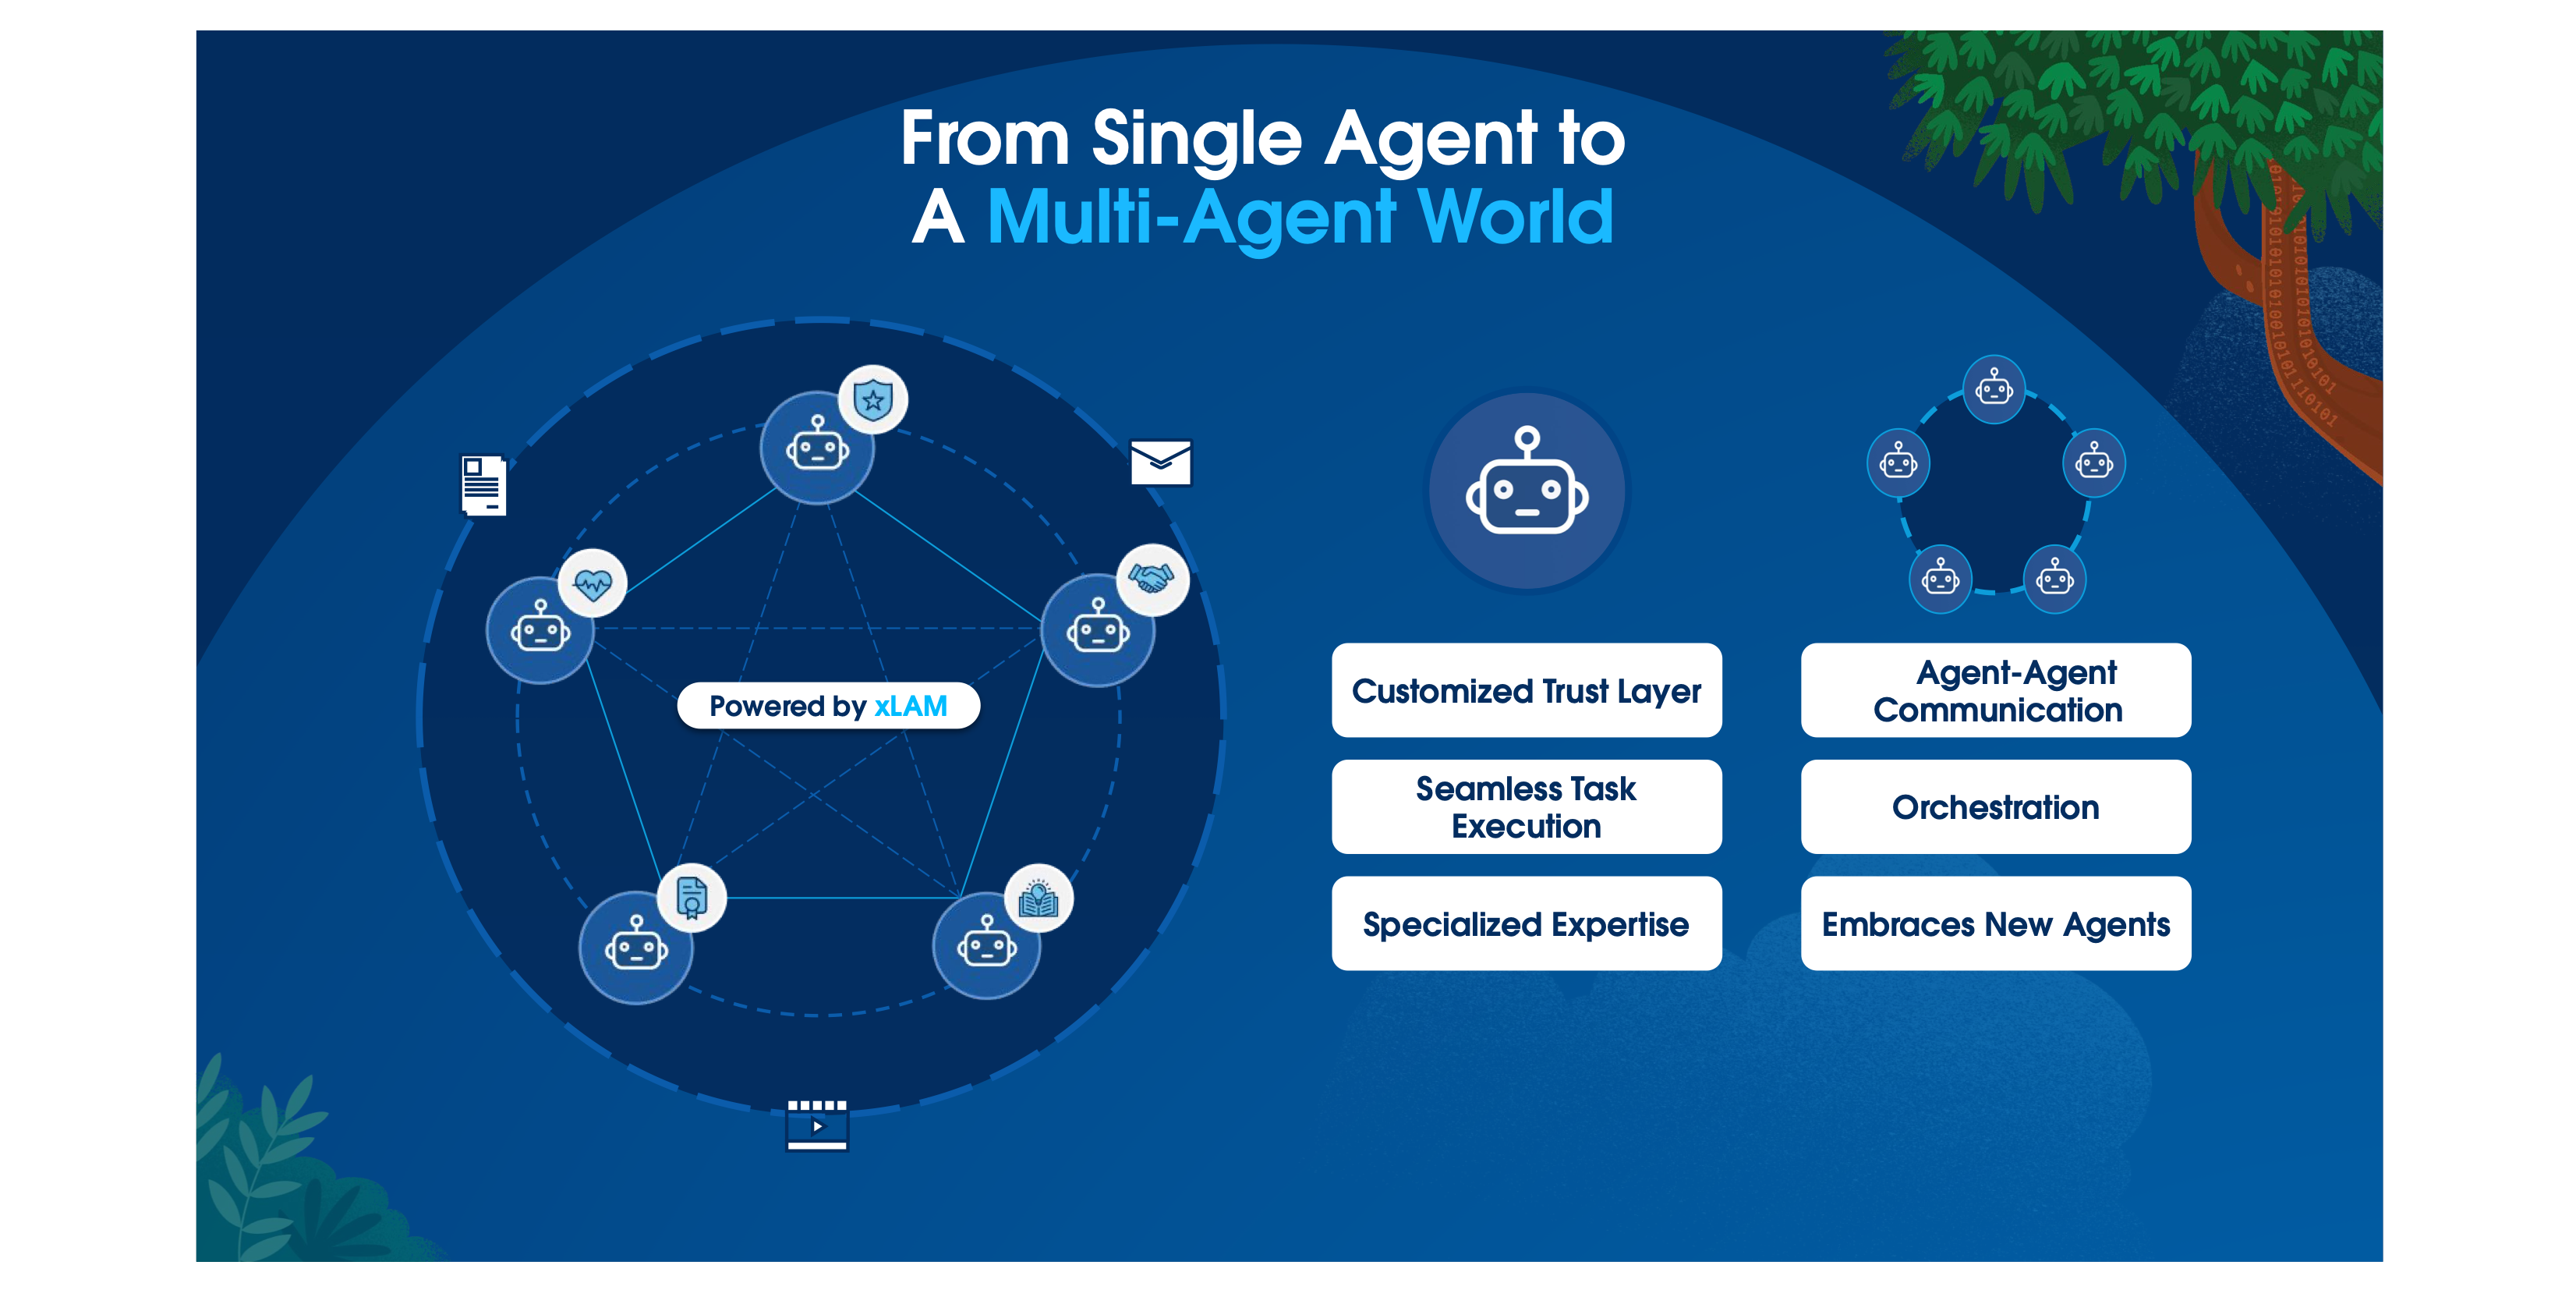 From Single Agent to
A Multi-Agent World
Powered by xLAM
Customized Trust Layer
Seamless Task
Execution
Specialized Expertise
Agent-Agent
Communication
Orchestration
Embraces New Agents